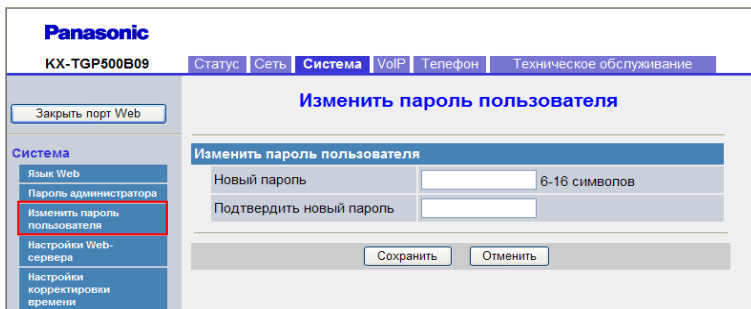 Panasonic
KX-TGP500B09
Статус Сеть Система VoIP Телефон Техническое обслуживание
Закрыть порт Web
Изменить пароль пользователя
Система
Язык Web
Пароль администратора
Изменить пароль
пользователя
Настройки Web-
сервера
Настройки
корректировки
времени
Изменить пароль пользователя
Новый пароль 6-16 символов
Подтвердить новый пароль
Сохранить Отменить